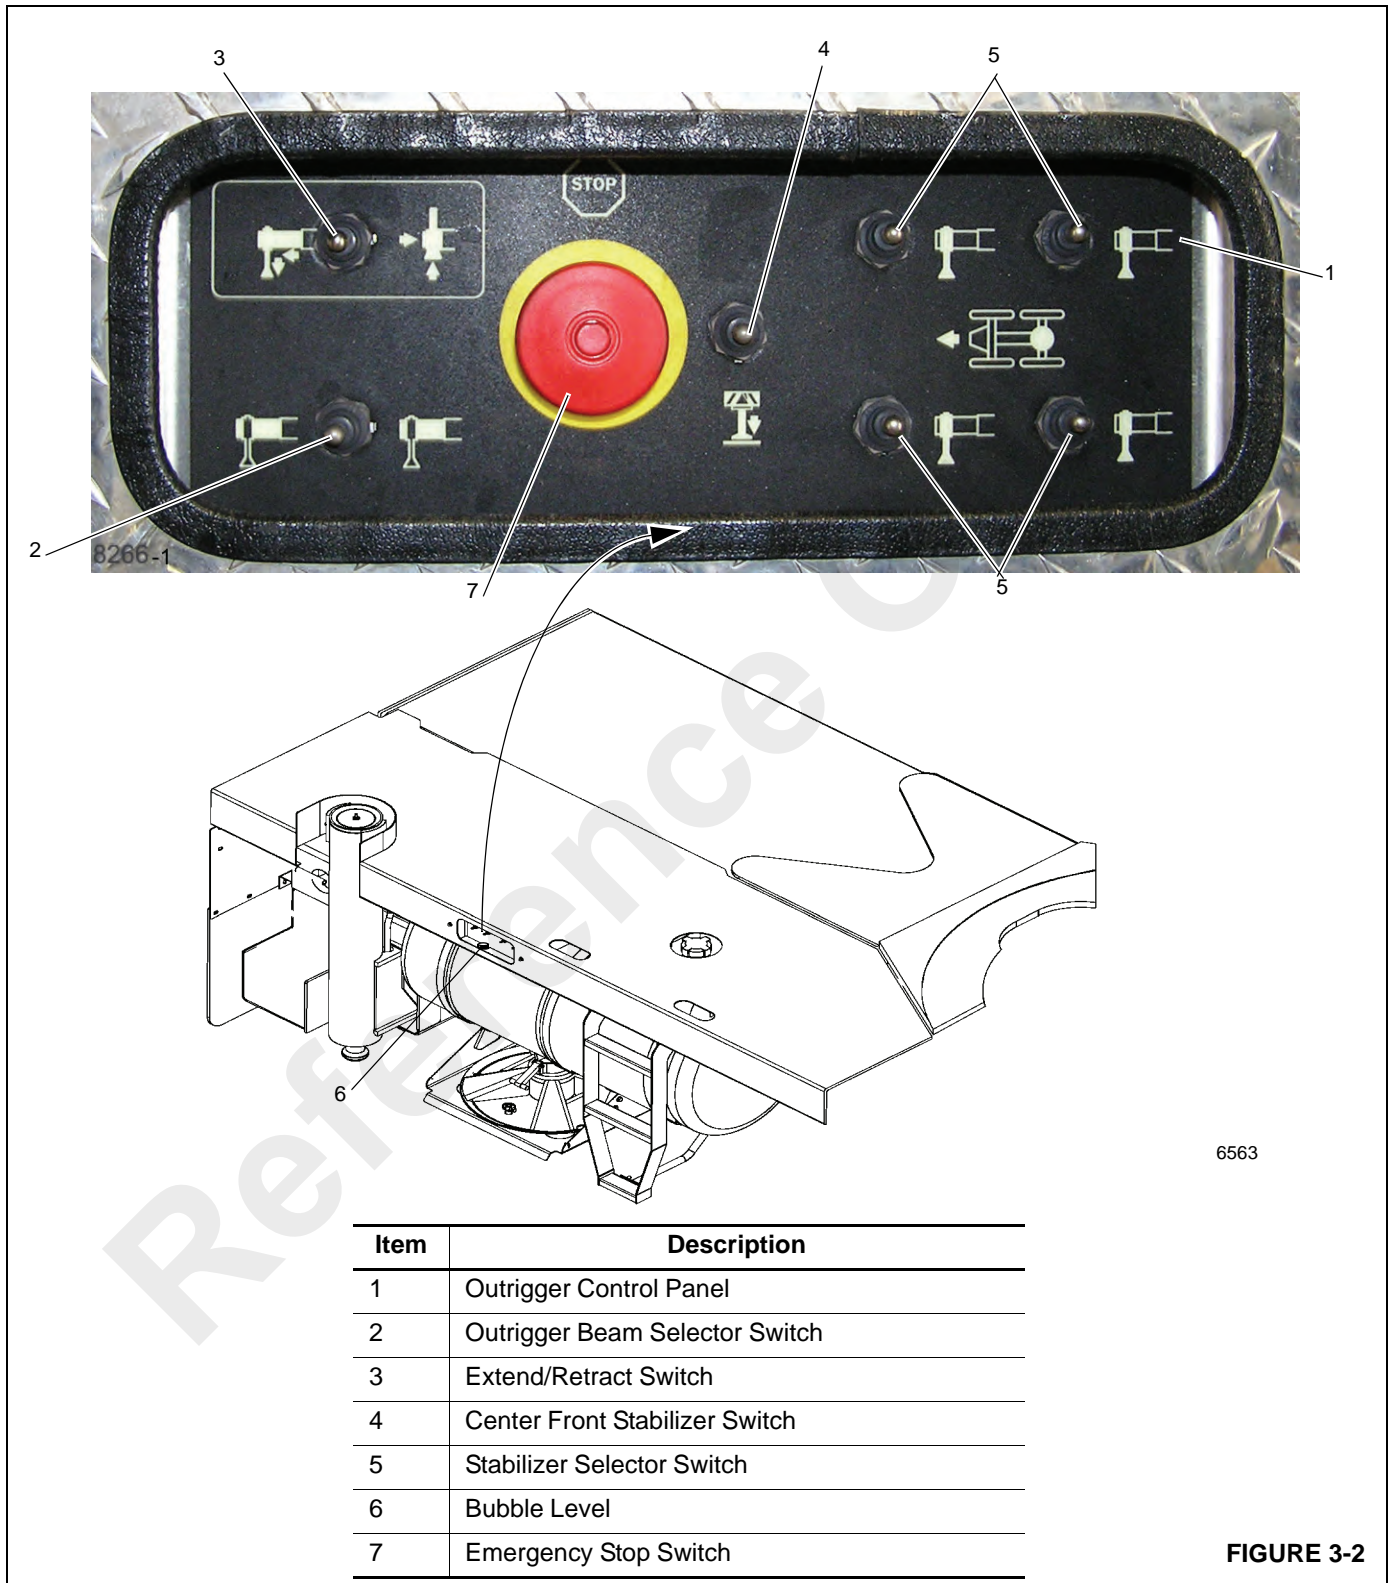 3
4
5
STOP
1
2
8266-1
7
5
Reference O
6
6563
Item Description
1 Outrigger Control Panel
2 Outrigger Beam Selector Switch
3 Extend/Retract Switch
4 Center Front Stabilizer Switch
5 Stabilizer Selector Switch
6 Bubble Level
7 Emergency Stop Switch
FIGURE 3-2